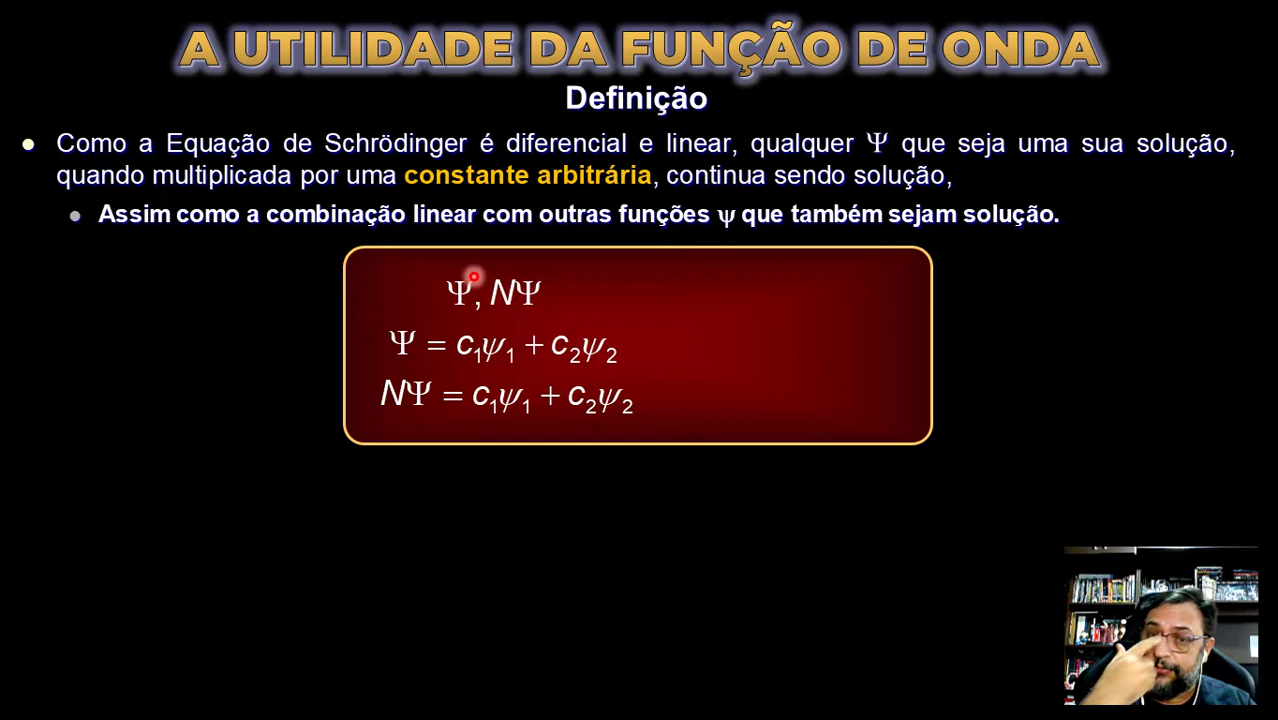 A UTILIDADE DA FUNÇÃO DE ONDA
Definição
Como a Equação de Schrödinger é diferencial e linear, qualquer Ψ que seja uma sua solução,
quando multiplicada por uma constante arbitrária, continua sendo solução,
Assim como a combinação linear com outras funções ψ que também sejam solução.
Ψ, NΨ
Ψ = c₁ψ₁ + c₂ψ₂
NΨ = c₁ψ₁ + c₂ψ₂